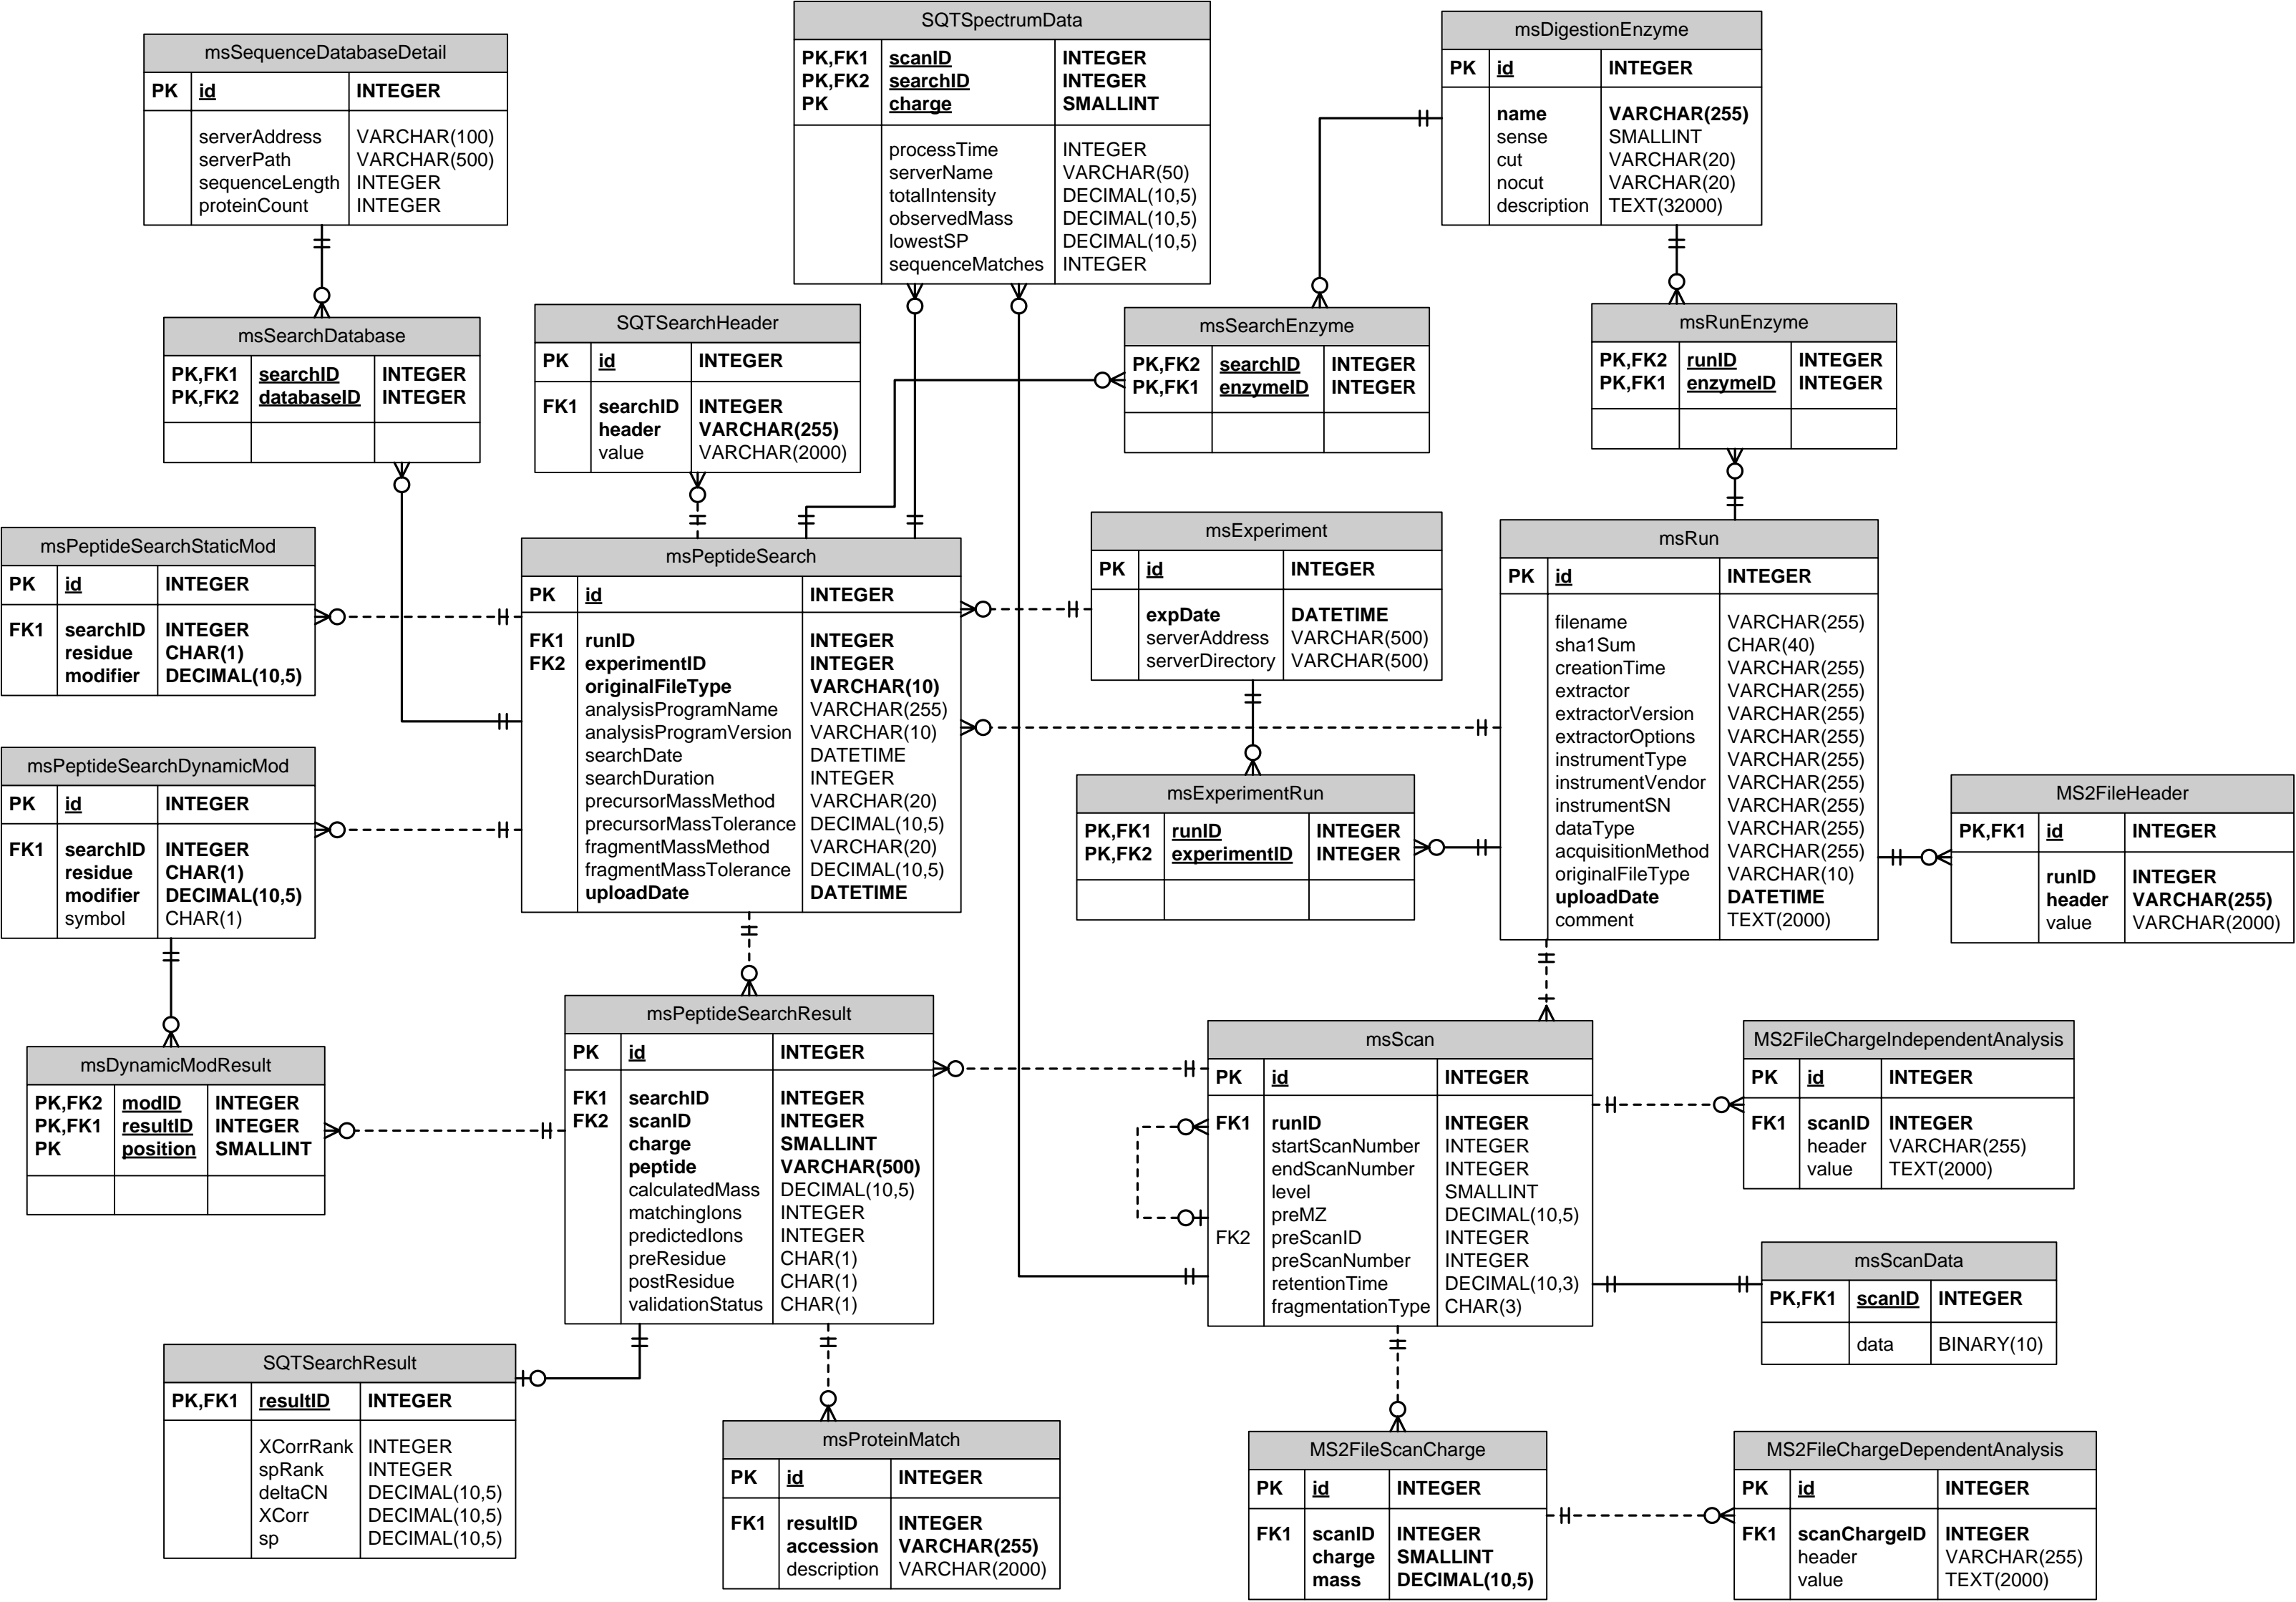 msSequenceDatabaseDetail
PK id INTEGER
serverAddress VARCHAR(100)
serverPath VARCHAR(500)
sequenceLength INTEGER
proteinCount INTEGER
SQTSpectrumData
PK,FK1 scanID INTEGER
PK,FK2 searchID INTEGER
PK charge SMALLINT
processTime INTEGER
serverName VARCHAR(50)
totalIntensity DECIMAL(10,5)
observedMass DECIMAL(10,5)
lowestSP DECIMAL(10,5)
sequenceMatches INTEGER
msDigestionEnzyme
PK id INTEGER
name VARCHAR(255)
sense SMALLINT
cut VARCHAR(20)
nocut VARCHAR(20)
description TEXT(32000)
msSearchDatabase
PK,FK1 searchID INTEGER
PK,FK2 databaseID INTEGER
SQTSearchHeader
PK id INTEGER
FK1 searchID INTEGER
header VARCHAR(255)
value VARCHAR(2000)
msSearchEnzyme
PK,FK2 searchID INTEGER
PK,FK1 enzymeID INTEGER
msRunEnzyme
PK,FK2 runID INTEGER
PK,FK1 enzymeID INTEGER
msPeptideSearchStaticMod
PK id INTEGER
FK1 searchID INTEGER
residue CHAR(1)
modifier DECIMAL(10,5)
msPeptideSearch
PK id INTEGER
FK1 runID INTEGER
FK2 experimentID INTEGER
originalFileType VARCHAR(10)
analysisProgramName VARCHAR(255)
analysisProgramVersion VARCHAR(10)
searchDate DATETIME
searchDuration INTEGER
precursorMassMethod VARCHAR(20)
precursorMassTolerance DECIMAL(10,5)
fragmentMassMethod VARCHAR(20)
fragmentMassTolerance DECIMAL(10,5)
uploadDate DATETIME
msExperiment
PK id INTEGER
expDate DATETIME
serverAddress VARCHAR(500)
serverDirectory VARCHAR(500)
msRun
PK id INTEGER
filename VARCHAR(255)
sha1Sum CHAR(40)
creationTime VARCHAR(255)
extractor VARCHAR(255)
extractorVersion VARCHAR(255)
extractorOptions VARCHAR(255)
instrumentType VARCHAR(255)
instrumentVendor VARCHAR(255)
instrumentSN VARCHAR(255)
dataType VARCHAR(255)
acquisitionMethod VARCHAR(255)
originalFileType VARCHAR(10)
uploadDate DATETIME
comment TEXT(2000)
msPeptideSearchDynamicMod
PK id INTEGER
FK1 searchID INTEGER
residue CHAR(1)
modifier DECIMAL(10,5)
symbol CHAR(1)
msExperimentRun
PK,FK1 runID INTEGER
PK,FK2 experimentID INTEGER
MS2FileHeader
PK,FK1 id INTEGER
runID INTEGER
header VARCHAR(255)
value VARCHAR(2000)
msDynamicModResult
PK,FK2 modID INTEGER
PK,FK1 resultID INTEGER
PK position SMALLINT
msPeptideSearchResult
PK id INTEGER
FK1 searchID INTEGER
FK2 scanID INTEGER
charge SMALLINT
peptide VARCHAR(500)
calculatedMass DECIMAL(10,5)
matchingIons INTEGER
predictedIons INTEGER
preResidue CHAR(1)
postResidue CHAR(1)
validationStatus CHAR(1)
msScan
PK id INTEGER
FK1 runID INTEGER
startScanNumber INTEGER
endScanNumber INTEGER
level SMALLINT
preMZ DECIMAL(10,5)
FK2 preScanID INTEGER
preScanNumber INTEGER
retentionTime DECIMAL(10,3)
fragmentationType CHAR(3)
MS2FileChargeIndependentAnalysis
PK id INTEGER
FK1 scanID INTEGER
header VARCHAR(255)
value TEXT(2000)
msScanData
PK,FK1 scanID INTEGER
data BINARY(10)
SQTSearchResult
PK,FK1 resultID INTEGER
XCorrRank INTEGER
spRank INTEGER
deltaCN DECIMAL(10,5)
XCorr DECIMAL(10,5)
sp DECIMAL(10,5)
msProteinMatch
PK id INTEGER
FK1 resultID INTEGER
accession VARCHAR(255)
description VARCHAR(2000)
MS2FileScanCharge
PK id INTEGER
FK1 scanID INTEGER
charge SMALLINT
mass DECIMAL(10,5)
MS2FileChargeDependentAnalysis
PK id INTEGER
FK1 scanChargeID INTEGER
header VARCHAR(255)
value TEXT(2000)